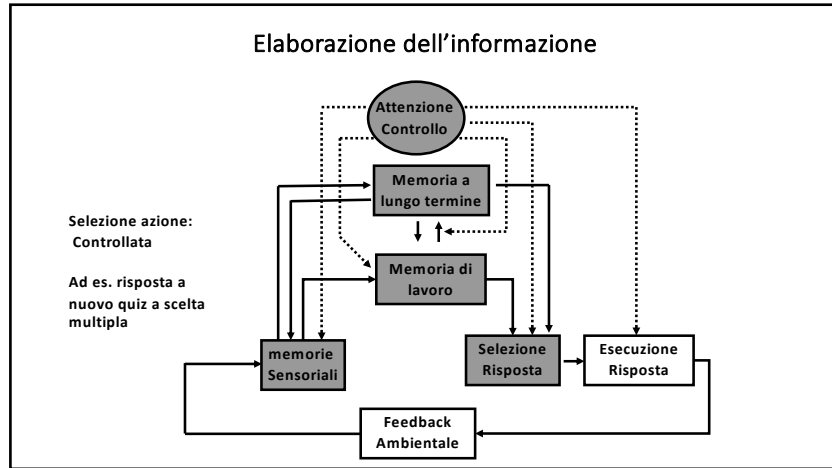 Elaborazione dell’informazione
Attenzione
Controllo
Memoria a
lungo termine
Selezione azione:
Controllata
Ad es. risposta a
nuovo quiz a scelta
multipla
Memoria di
lavoro
memorie
Sensoriali
Selezione
Risposta
Esecuzione
Risposta
Feedback
Ambientale